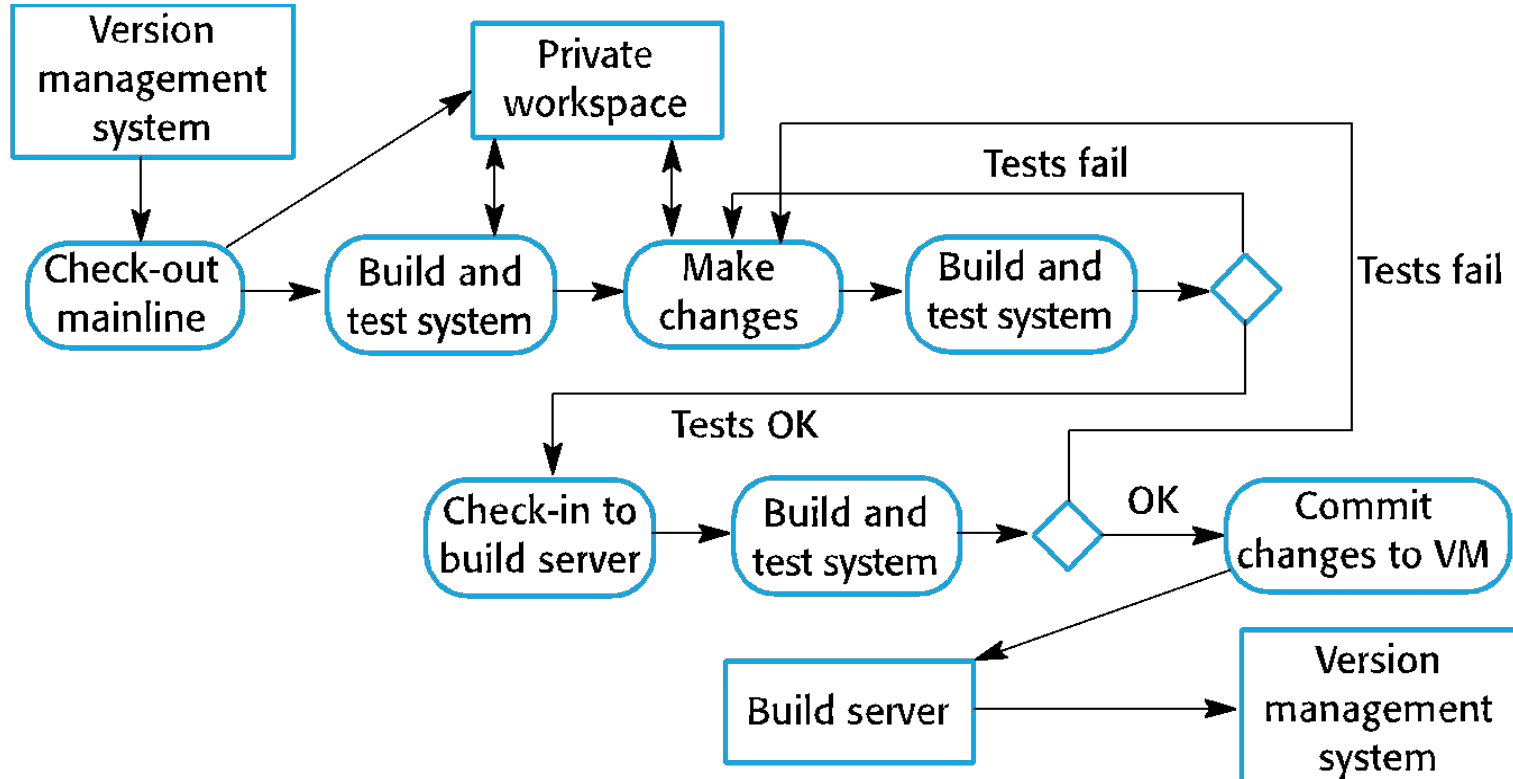 Version
management
system
Private
workspace
Tests fail
Check-out
mainline
Build and
test system
Make
changes
Build and
test system
Tests fail
Tests OK
Check-in to
build server
Build and
test system
OK
Commit
changes to VM
Build server
Version
management
system